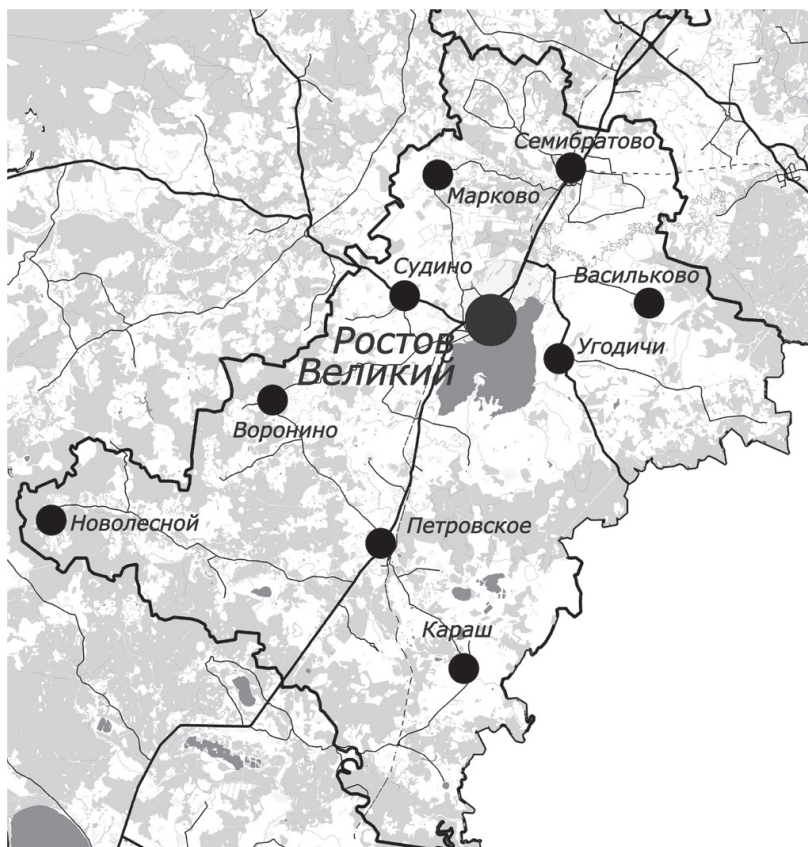 Семибратово
Марково
Судино
Васильково
Ростов
Великий
Угодичи
Воронино
Новолесной
Петровское
Караш